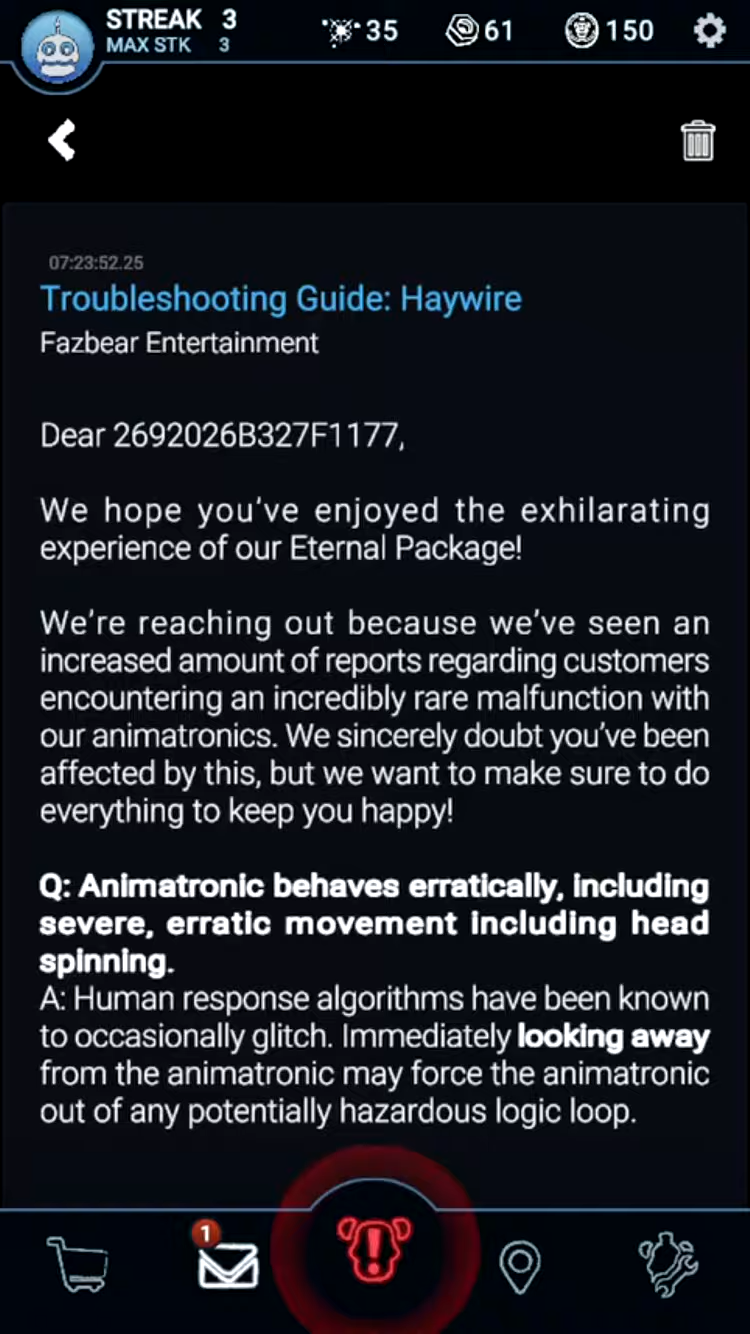 STREAK 3
MAX STK 3
35
61
150
07:23:52.25
Troubleshooting Guide: Haywire
Fazbear Entertainment
Dear 2692026B327F1177,
We hope you've enjoyed the exhilarating
experience of our Eternal Package!
We're reaching out because we've seen an
increased amount of reports regarding customers
encountering an incredibly rare malfunction with
our animatronics. We sincerely doubt you've been
affected by this, but we want to make sure to do
everything to keep you happy!
Q: Animatronic behaves erratically, including
severe, erratic movement including head
spinning.
A: Human response algorithms have been known
to occasionally glitch. Immediately looking away
from the animatronic may force the animatronic
out of any potentially hazardous logic loop.
1